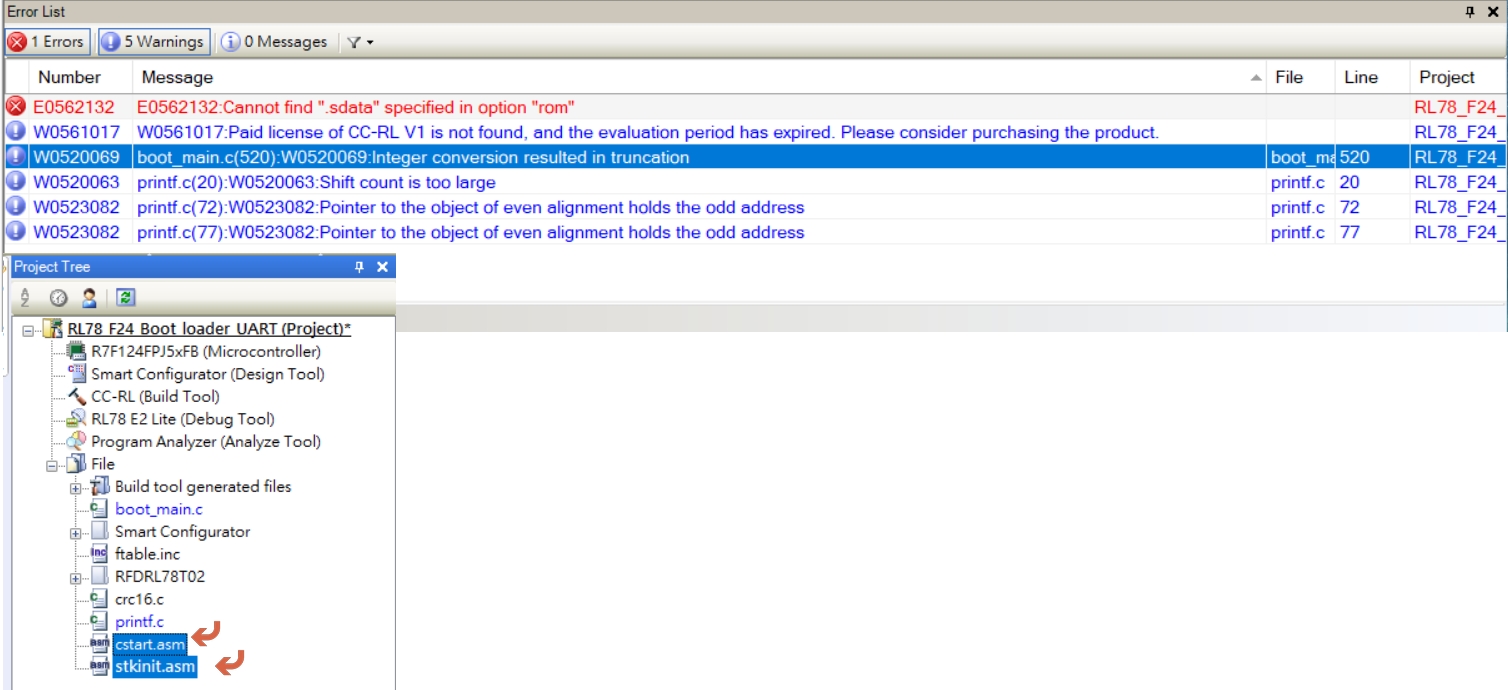 Error List
1 Errors 5 Warnings 0 Messages
Number Message File Line Project
E0562132 E0562132:Cannot find ".sdata" specified in option "rom" RL78_F24_
W0561017 W0561017:Paid license of CC-RL V1 is not found, and the evaluation period has expired. Please consider purchasing the product. RL78_F24_
W0520069 boot_main.c(520):W0520069:Integer conversion resulted in truncation boot_ma 520 RL78_F24_
W0520063 printf.c(20):W0520063:Shift count is too large printf.c 20 RL78_F24_
W0523082 printf.c(72):W0523082:Pointer to the object of even alignment holds the odd address printf.c 72 RL78_F24_
W0523082 printf.c(77):W0523082:Pointer to the object of even alignment holds the odd address printf.c 77 RL78_F24_
Project Tree
RL78_F24_Boot_loader_UART (Project)*
R7F124FPJ5xFB (Microcontroller)
Smart Configurator (Design Tool)
CC-RL (Build Tool)
RL78 E2 Lite (Debug Tool)
Program Analyzer (Analyze Tool)
File
Build tool generated files
boot_main.c
Smart Configurator
ftable.inc
RFDRL78T02
crc16.c
printf.c
cstart.asm
stkinit.asm